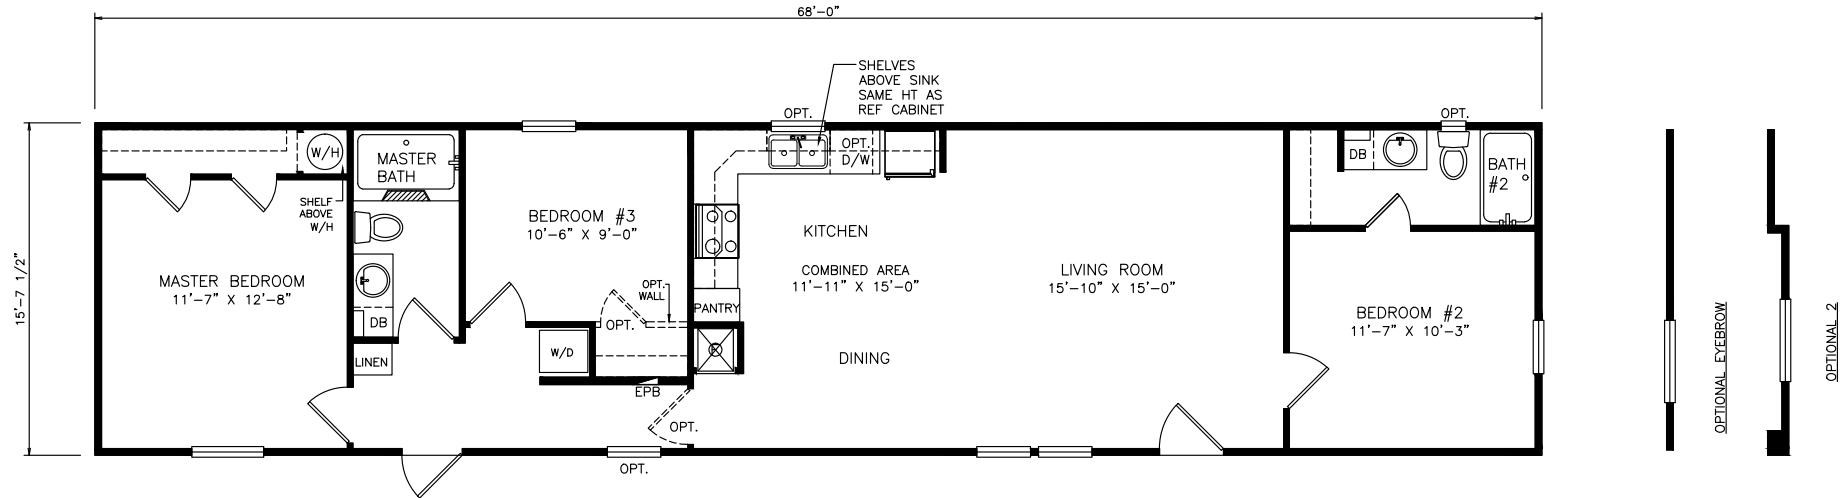 68'-0"
SHELVES
ABOVE SINK
SAME HT AS
REF CABINET
OPT.
OPT.
15'-7 1/2"
W/H
MASTER
BATH
SHELF
ABOVE
W/H
MASTER BEDROOM
11'-7" X 12'-8"
DB
LINEN
BEDROOM #3
10'-6" X 9'-0"
OPT.
WALL
OPT.
W/D
EPB
OPT.
OPT.
OPT.
D/W
KITCHEN
COMBINED AREA
11'-11" X 15'-0"
PANTRY
DINING
LIVING ROOM
15'-10" X 15'-0"
DB
BATH
#2
BEDROOM #2
11'-7" X 10'-3"
OPTIONAL EYEBROW
OPTIONAL 2